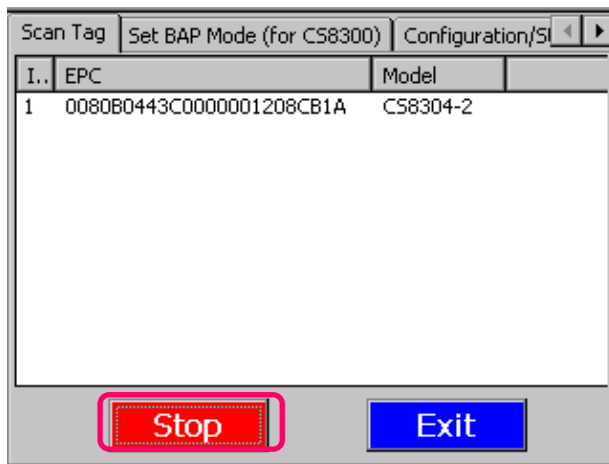 Scan Tag Set BAP Mode (for CS8300) Configuration/S
I.. EPC Model
1 0080B0443C0000001208CB1A CS8304-2
Stop Exit